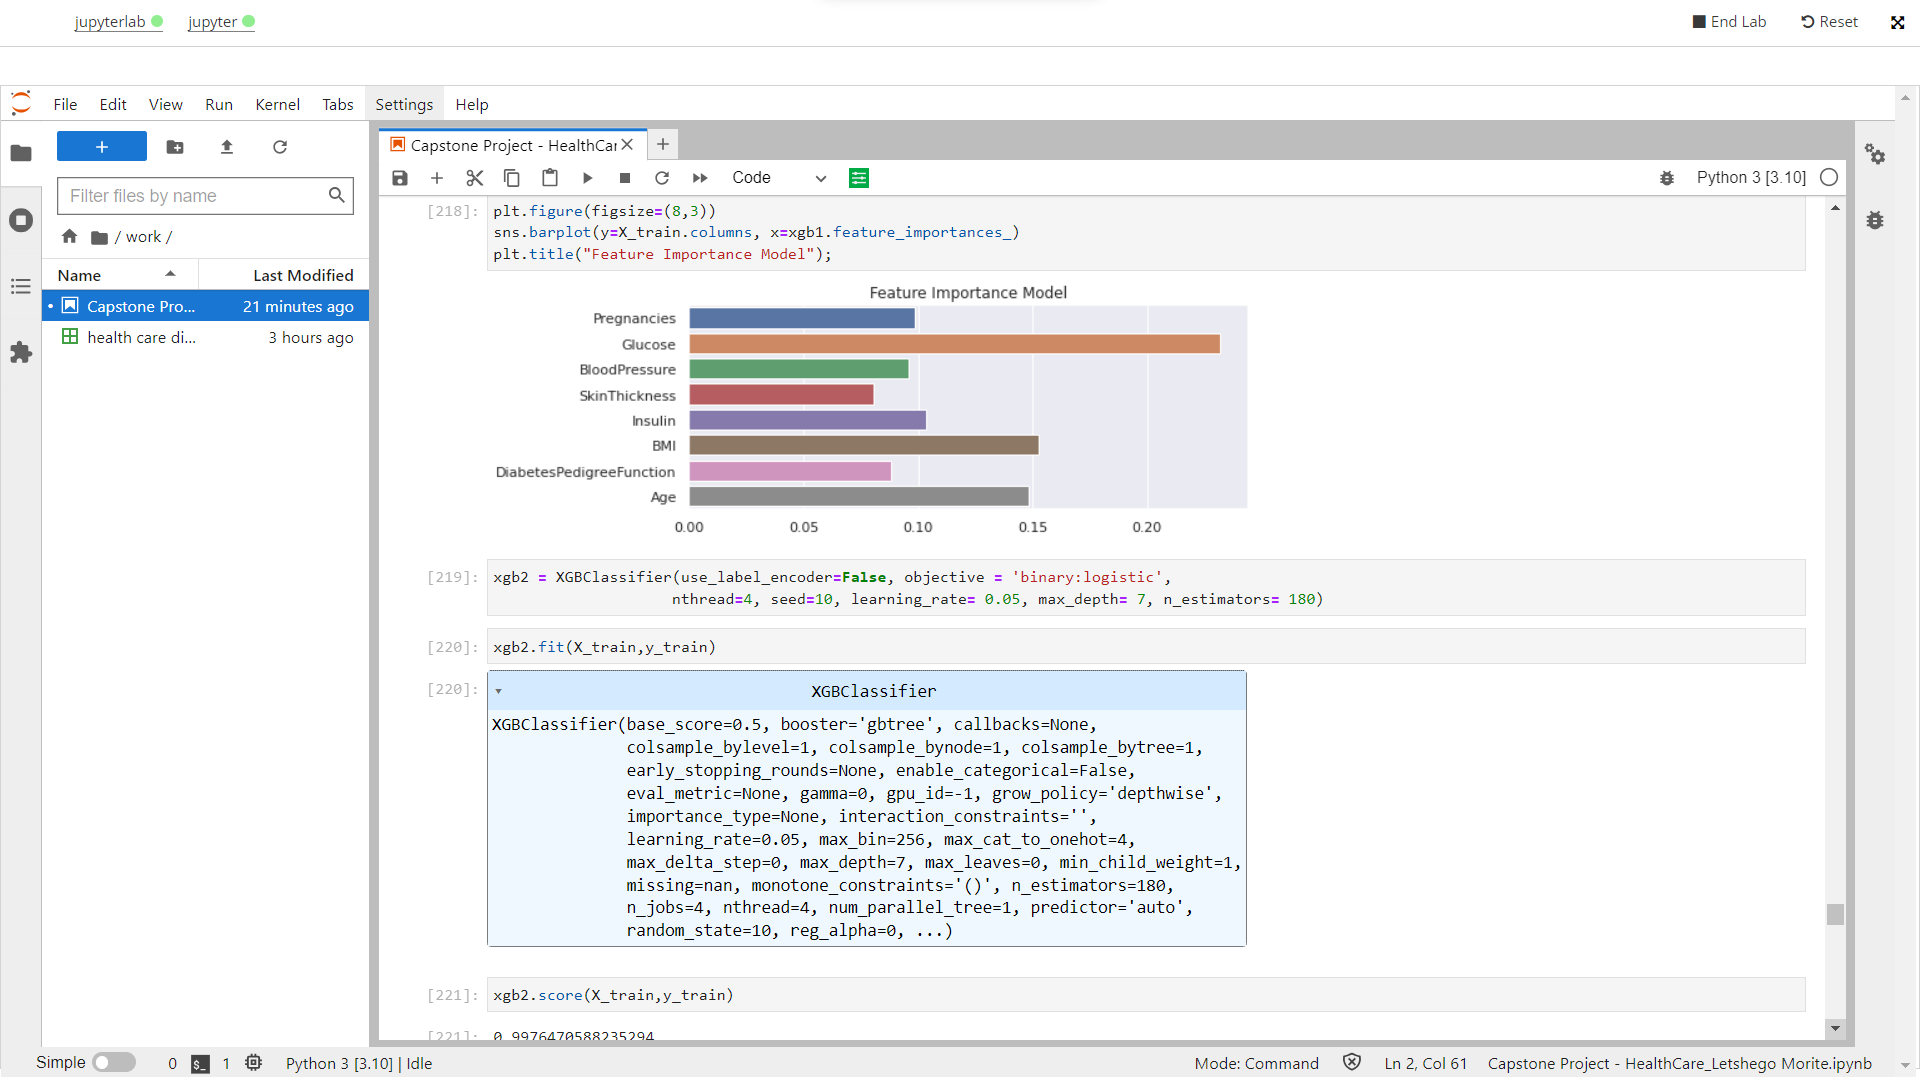 jupyterlab
jupyter
End Lab
Reset
File Edit View Run Kernel Tabs Settings Help
Filter files by name
/ work /
Name Last Modified
Capstone Pro... 21 minutes ago
health care di... 3 hours ago
Capstone Project - HealthCar
Code
Python 3 [3.10]
[218]: plt.figure(figsize=(8,3))
sns.barplot(y=X_train.columns, x=xgb1.feature_importances_)
plt.title("Feature Importance Model");
Feature Importance Model
Pregnancies
Glucose
BloodPressure
SkinThickness
Insulin
BMI
DiabetesPedigreeFunction
Age
0.00 0.05 0.10 0.15 0.20
[219]: xgb2 = XGBClassifier(use_label_encoder=False, objective = 'binary:logistic',
nthread=4, seed=10, learning_rate= 0.05, max_depth= 7, n_estimators= 180)
[220]: xgb2.fit(X_train,y_train)
[220]: ▾ XGBClassifier
XGBClassifier(base_score=0.5, booster='gbtree', callbacks=None,
colsample_bylevel=1, colsample_bynode=1, colsample_bytree=1,
early_stopping_rounds=None, enable_categorical=False,
eval_metric=None, gamma=0, gpu_id=-1, grow_policy='depthwise',
importance_type=None, interaction_constraints='',
learning_rate=0.05, max_bin=256, max_cat_to_onehot=4,
max_delta_step=0, max_depth=7, max_leaves=0, min_child_weight=1,
missing=nan, monotone_constraints='()', n_estimators=180,
n_jobs=4, nthread=4, num_parallel_tree=1, predictor='auto',
random_state=10, reg_alpha=0, ...)
[221]: xgb2.score(X_train,y_train)
[221]: 0.9976470588235294
Simple 0 $_ 1 Python 3 [3.10] | Idle
Mode: Command Ln 2, Col 61 Capstone Project - HealthCare_Letshego Morite.ipynb